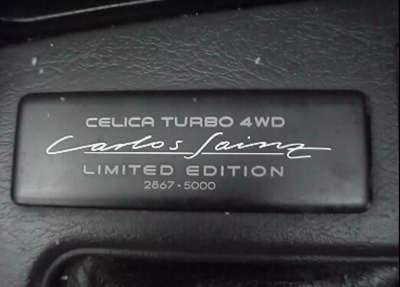 CELICA TURBO 4WD
Carlos Sainz
LIMITED EDITION
2867 - 5000